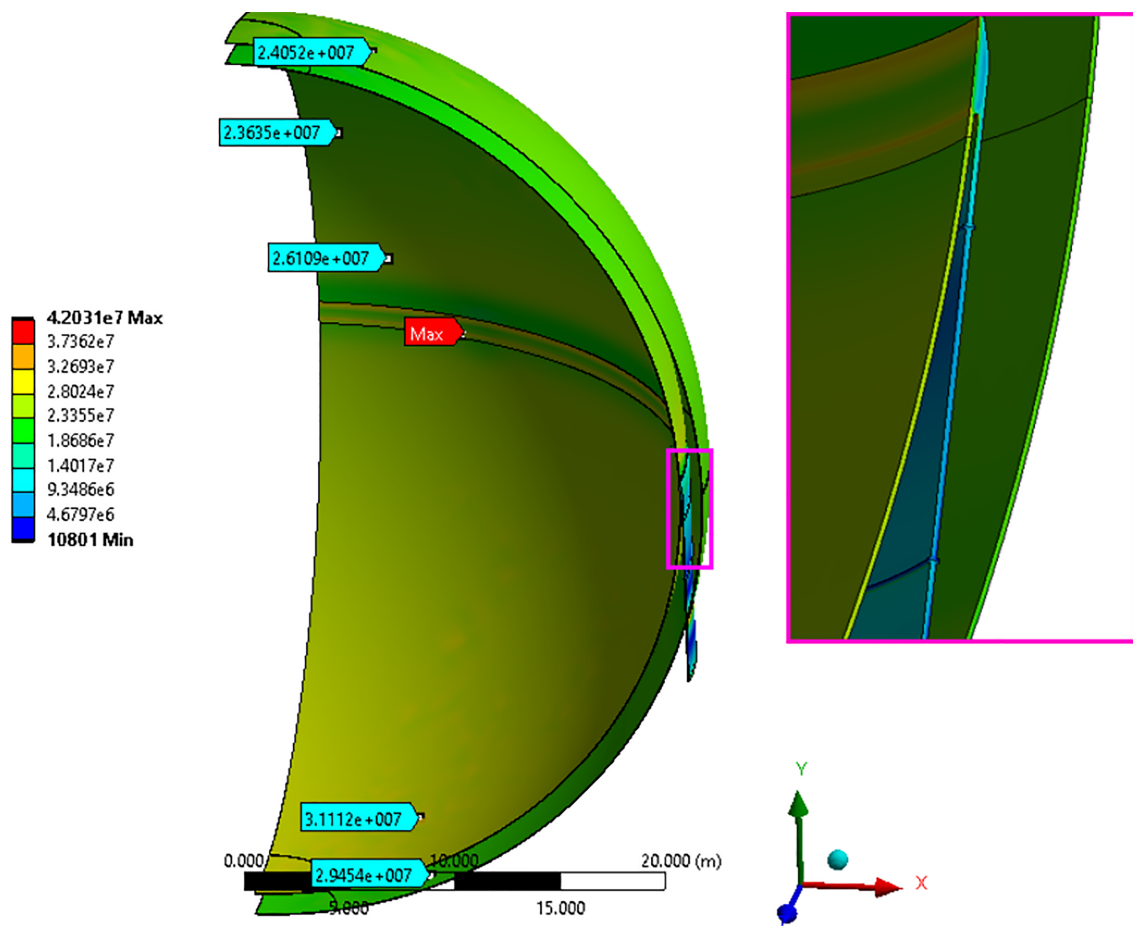 2.4052e+007
2.3635e+007
2.6109e+007
Max
4.2031e7 Max
3.7362e7
3.2693e7
2.8024e7
2.3355e7
1.8686e7
1.4017e7
9.3486e6
4.6797e6
10801 Min
3.1112e+007
2.9454e+007
0.000 10.000 20.000 (m)
5.000 15.000
Y
X